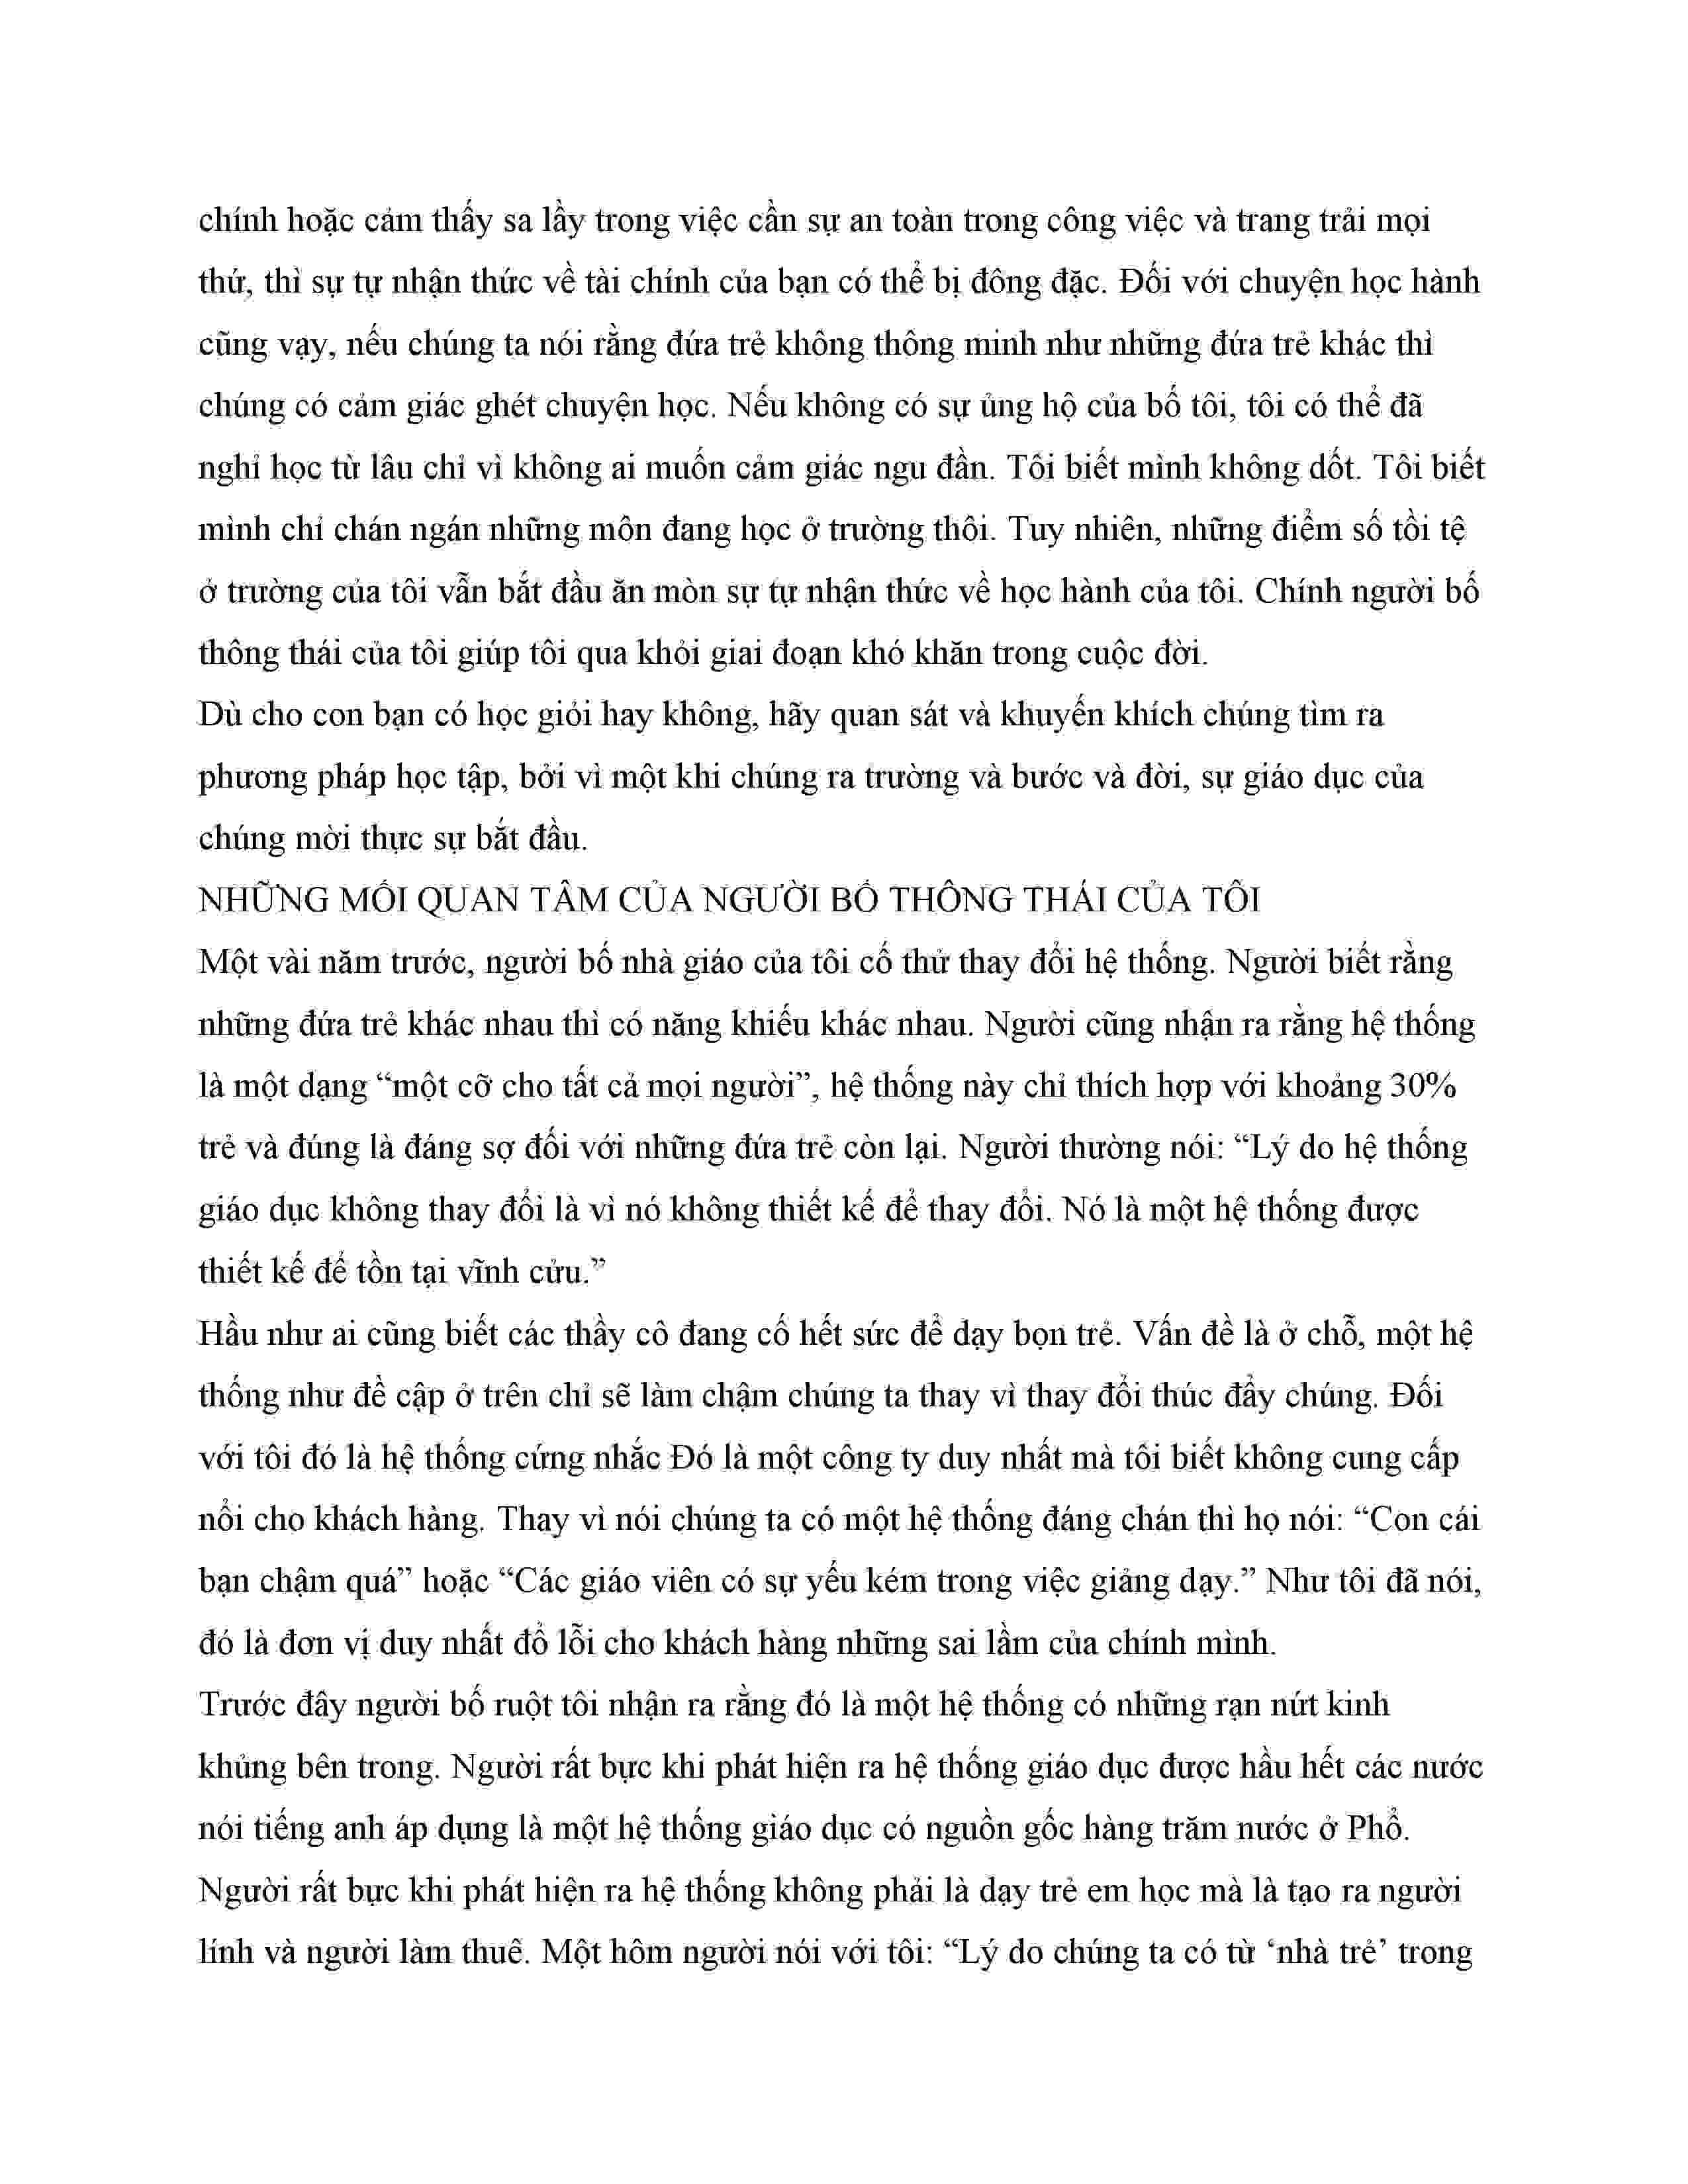 chính hoặc cảm thấy sa lầy trong việc cần sự an toàn trong công việc và trang trải mọi
thứ, thì sự tự nhận thức về tài chính của bạn có thể bị đông đặc. Đối với chuyện học hành
cũng vạy, nếu chúng ta nói rằng đứa trẻ không thông minh như những đứa trẻ khác thì
chúng có cảm giác ghét chuyện học. Nếu không có sự ủng hộ của bố tôi, tôi có thể đã
nghỉ học từ lâu chỉ vì không ai muốn cảm giác ngu đần. Tôi biết mình không dốt. Tôi biết
mình chỉ chán ngán những môn đang học ở trường thôi. Tuy nhiên, những điểm số tồi tệ
ở trường của tôi vẫn bắt đầu ăn mòn sự tự nhận thức về học hành của tôi. Chính người bố
thông thái của tôi giúp tôi qua khỏi giai đoạn khó khăn trong cuộc đời.
Dù cho con bạn có học giỏi hay không, hãy quan sát và khuyến khích chúng tìm ra
phương pháp học tập, bởi vì một khi chúng ra trường và bước và đời, sự giáo dục của
chúng mời thực sự bắt đầu.
NHỮNG MỐI QUAN TÂM CỦA NGƯỜI BỐ THÔNG THÁI CỦA TÔI
Một vài năm trước, người bố nhà giáo của tôi cố thử thay đổi hệ thống. Người biết rằng
những đứa trẻ khác nhau thì có năng khiếu khác nhau. Người cũng nhận ra rằng hệ thống
là một dạng “một cỡ cho tất cả mọi người”, hệ thống này chỉ thích hợp với khoảng 30%
trẻ và đúng là đáng sợ đối với những đứa trẻ còn lại. Người thường nói: “Lý do hệ thống
giáo dục không thay đổi là vì nó không thiết kế để thay đổi. Nó là một hệ thống được
thiết kế để tồn tại vĩnh cửu.”
Hầu như ai cũng biết các thầy cô đang cố hết sức để dạy bọn trẻ. Vấn đề là ở chỗ, một hệ
thống như đề cập ở trên chỉ sẽ làm chậm chúng ta thay vì thay đổi thúc đẩy chúng. Đối
với tôi đó là hệ thống cứng nhắc Đó là một công ty duy nhất mà tôi biết không cung cấp
nổi cho khách hàng. Thay vì nói chúng ta có một hệ thống đáng chán thì họ nói: “Con cái
bạn chậm quá” hoặc “Các giáo viên có sự yếu kém trong việc giảng dạy.” Như tôi đã nói,
đó là đơn vị duy nhất đổ lỗi cho khách hàng những sai lầm của chính mình.
Trước đây người bố ruột tôi nhận ra rằng đó là một hệ thống có những rạn nứt kinh
khủng bên trong. Người rất bực khi phát hiện ra hệ thống giáo dục được hầu hết các nước
nói tiếng anh áp dụng là một hệ thống giáo dục có nguồn gốc hàng trăm nước ở Phổ.
Người rất bực khi phát hiện ra hệ thống không phải là dạy trẻ em học mà là tạo ra người
lính và người làm thuê. Một hôm người nói với tôi: “Lý do chúng ta có từ ‘nhà trẻ’ trong